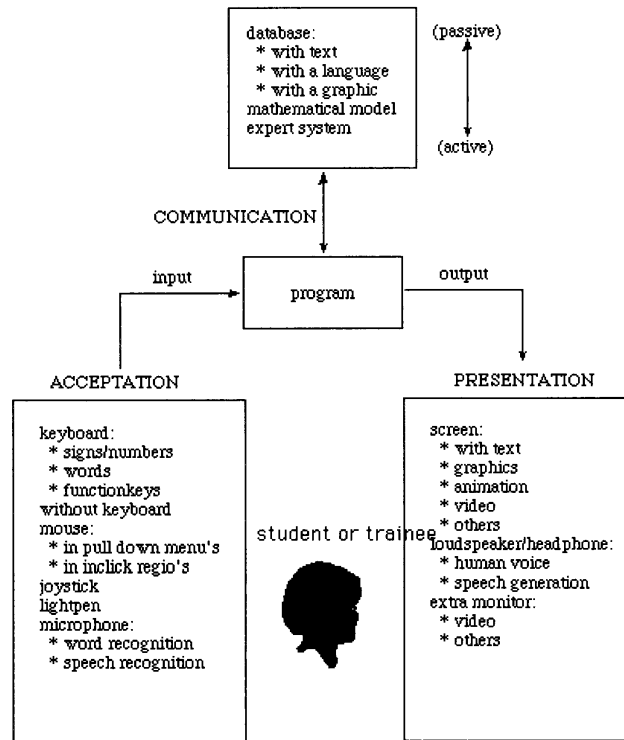 database:
* with text
* with a language
* with a graphic
mathematical model
expert system
(passive)
(active)
COMMUNICATION
input
program
output
ACCEPTATION
keyboard:
* signs/numbers
* words
* functionkeys
without keyboard
mouse:
* in pull down menu's
* in inclick regio's
joystick
lightpen
microphone:
* word recognition
* speech recognition
student or trainee
PRESENTATION
screen:
* with text
* graphics
* animation
* video
* others
loudspeaker/headphone:
* human voice
* speech generation
extra monitor:
* video
* others